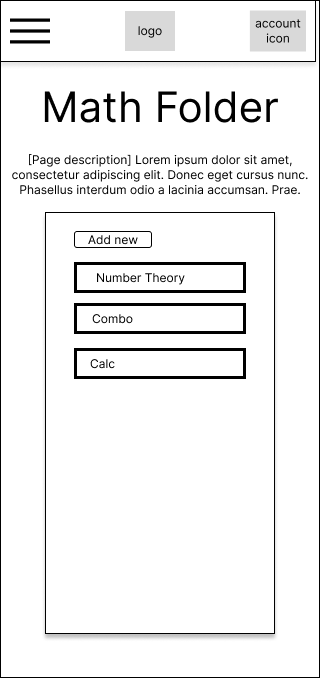 logo
account
icon
Math Folder
[Page description] Lorem ipsum dolor sit amet,
consectetur adipiscing elit. Donec eget cursus nunc.
Phasellus interdum odio a lacinia accumsan. Prae.
Add new
Number Theory
Combo
Calc